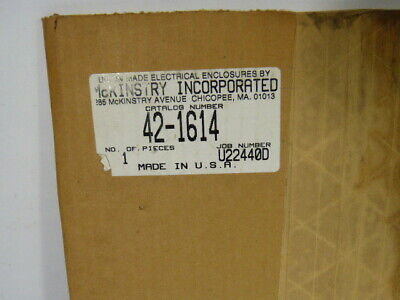 MADE ELECTRICAL ENCLOSURES BY
McKINSTRY INCORPORATED
McKINSTRY AVENUE CHICOPEE, MA. 01013
CATALOG NUMBER
42-1614
NO. OF. PIECES JOB NUMBER
1 U22440D
MADE IN U.S.A.